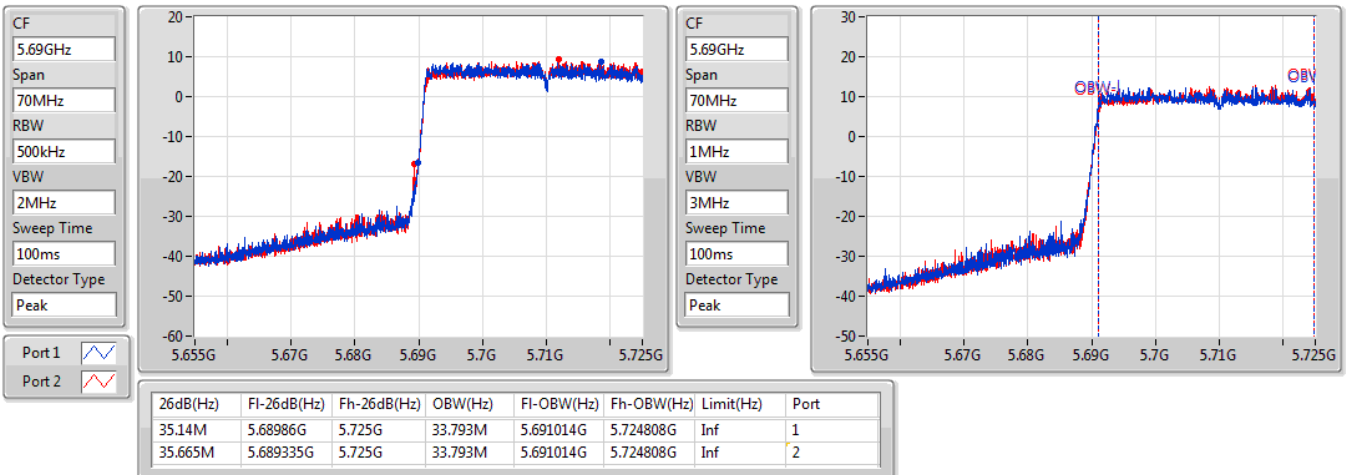 CF
5.69GHz
Span
70MHz
RBW
500kHz
VBW
2MHz
Sweep Time
100ms
Detector Type
Peak
Port 1
Port 2
20
10
0
-10
-20
-30
-40
-50
-60
5.655G 5.67G 5.68G 5.69G 5.7G 5.71G 5.725G
CF
5.69GHz
Span
70MHz
RBW
1MHz
VBW
3MHz
Sweep Time
100ms
Detector Type
Peak
30
20
10
0
-10
-20
-30
-40
-50
OBW-L
OBW
5.655G 5.67G 5.68G 5.69G 5.7G 5.71G 5.725G
26dB(Hz) Fl-26dB(Hz) Fh-26dB(Hz) OBW(Hz) Fl-OBW(Hz) Fh-OBW(Hz) Limit(Hz) Port
35.14M 5.68986G 5.725G 33.793M 5.691014G 5.724808G Inf 1
35.665M 5.689335G 5.725G 33.793M 5.691014G 5.724808G Inf 2